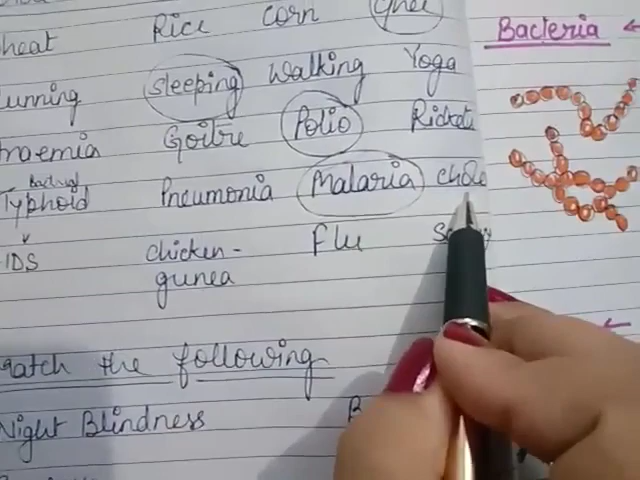 heat Rice Corn Ghee
unning Sleeping Walking Yoga
naemia Goitre Polio Rickets
Bacterial
Typhoid Pneumonia Malaria Chole
IDS Chicken- Flu
gunea
atch the following
Night Blindness B
Bacteria